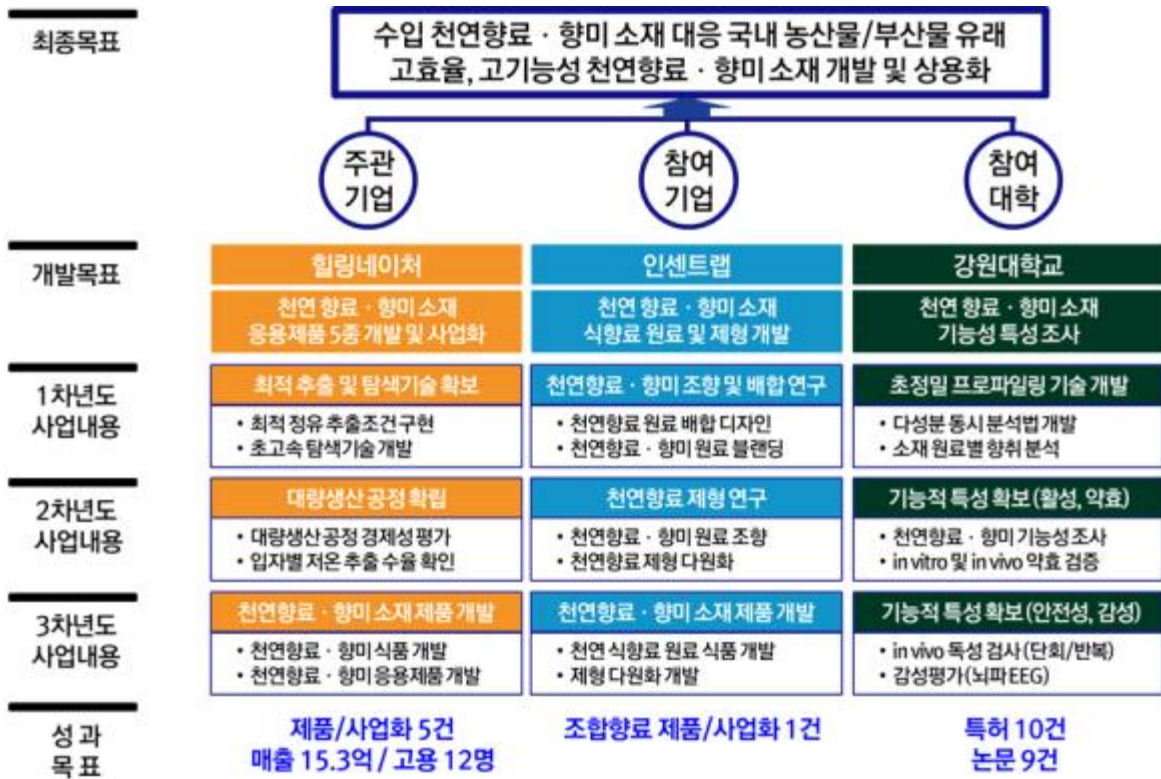 최종목표
수입 천연향료 · 향미 소재 대응 국내 농산물/부산물 유래
고효율, 고기능성 천연향료 · 향미 소재 개발 및 상용화
주관
기업
참여
기업
참여
대학
개발목표
힐링네이처
천연 향료 · 향미 소재
응용제품 5종 개발 및 사업화
인센트랩
천연 향료 · 향미 소재
식향료 원료 및 제형 개발
강원대학교
천연 향료 · 향미 소재
기능성 특성 조사
1차년도
사업내용
최적 추출 및 탐색기술 확보
• 최적 정유 추출조건 구현
• 초고속 탐색기술 개발
천연향료 · 향미 조향 및 배합 연구
• 천연향료 원료 배합 디자인
• 천연향료 · 향미 원료 블랜딩
초정밀 프로파일링 기술 개발
• 다성분 동시 분석법 개발
• 소재 원료별 향취 분석
2차년도
사업내용
대량생산 공정 확립
• 대량생산 공정 경제성 평가
• 입자별 저온 추출 수율 확인
천연향료 제형 연구
• 천연향료 · 향미 원료 조향
• 천연향료 제형 다원화
기능적 특성 확보 (활성, 약효)
• 천연향료 · 향미 기능성 조사
• in vitro 및 in vivo 약효 검증
3차년도
사업내용
천연향료 · 향미 소재 제품 개발
• 천연향료 · 향미 식품 개발
• 천연향료 · 향미 응용제품 개발
천연향료 · 향미 소재 제품 개발
• 천연 식향료 원료 식품 개발
• 제형 다원화 개발
기능적 특성 확보 (안전성, 감성)
• in vivo 독성 검사 (단회/반복)
• 감성평가 (뇌파 EEG)
성 과
목 표
제품/사업화 5건
매출 15.3억 / 고용 12명
조합향료 제품/사업화 1건
특허 10건
논문 9건